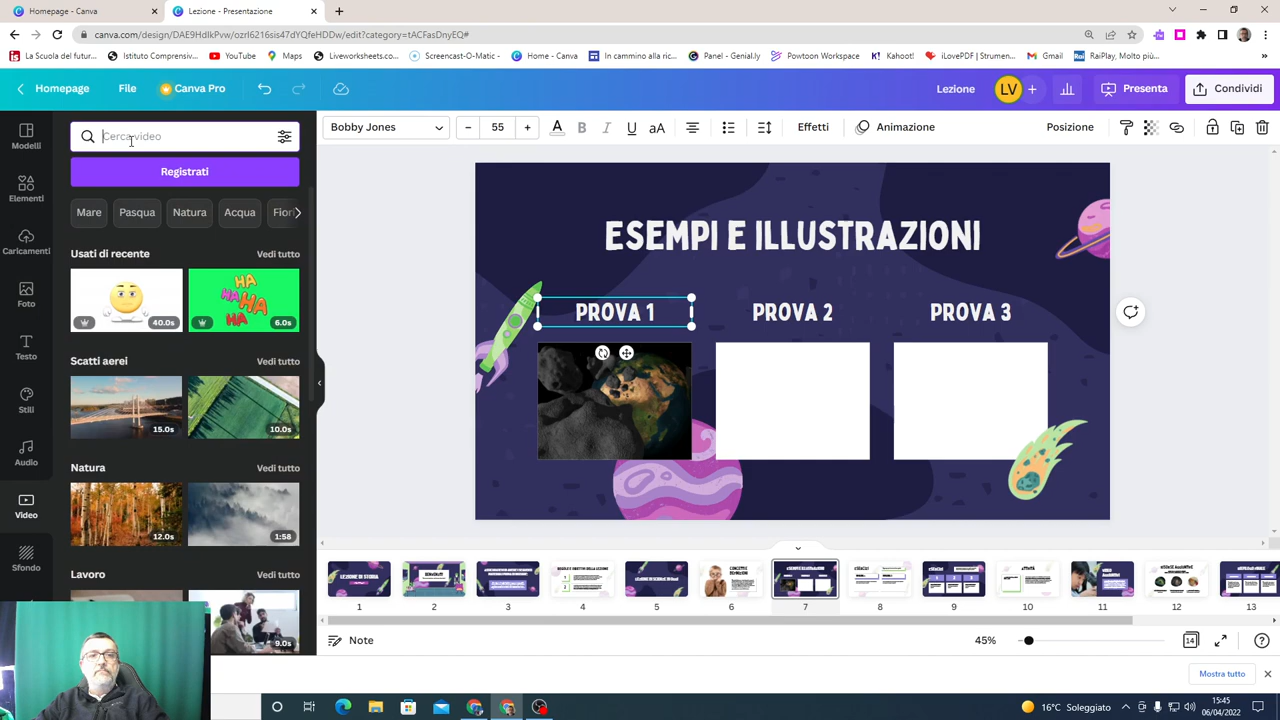 Homepage - Canva
Lezione - Presentazione
canva.com/design/DAE9HdIkPvw/ozrl6216sis47dYQfeHDDw/edit?category=tACFasDnyEQ#
La Scuola del futur...
Istituto Comprensiv...
YouTube
Maps
Liveworksheets.co...
Screencast-O-Matic -
Home - Canva
In cammino alla ric...
Panel - Genial.ly
Powtoon Workspace
Kahoot!
iLovePDF | Strumen...
Gmail
RaiPlay, Molto più...
Homepage
File
Canva Pro
Lezione
LV
Presenta
Condividi
Modelli
Elementi
Caricamenti
Foto
Testo
Stili
Audio
Video
Sfondo
Cerca video
Registrati
Mare
Pasqua
Natura
Acqua
Fiori
Usati di recente
Vedi tutto
40.0s
HA HA HA HA
6.0s
Scatti aerei
Vedi tutto
15.0s
10.0s
Natura
Vedi tutto
12.0s
1:58
Lavoro
Vedi tutto
9.0s
Bobby Jones
55
Effetti
Animazione
Posizione
ESEMPI E ILLUSTRAZIONI
PROVA 1
PROVA 2
PROVA 3
1
2
3
4
5
6
7
8
9
10
11
12
13
Note
45%
14
Mostra tutto
16°C Soleggiato
15:45
06/04/2022